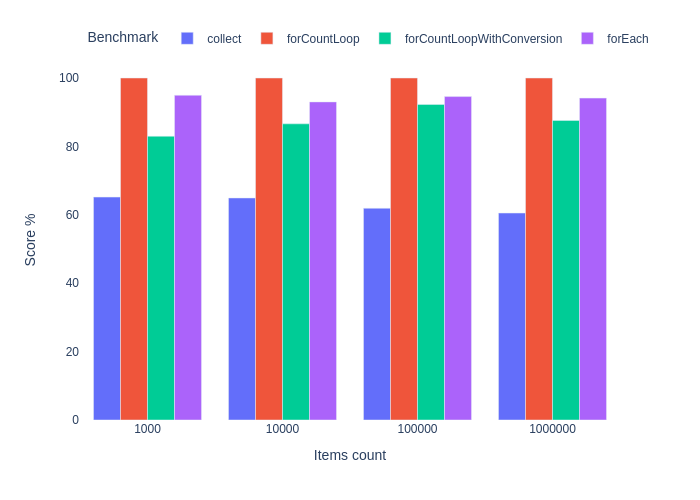 Benchmark collect forCountLoop forCountLoopWithConversion forEach
100
80
60
40
20
0
Score %
1000 10000 100000 1000000
Items count